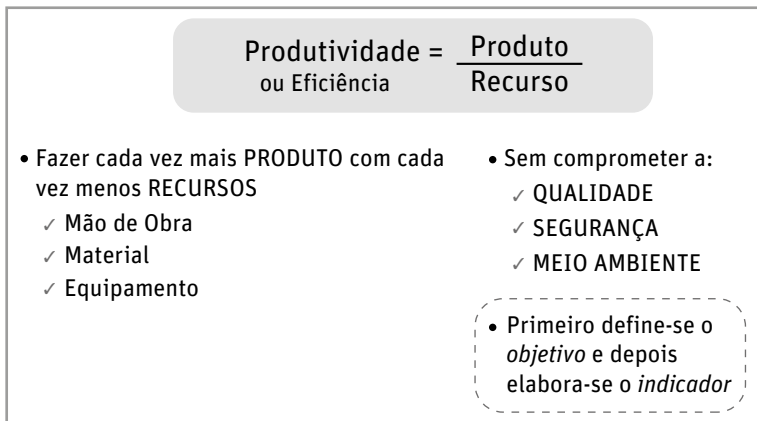 Produtividade = Produto
ou Eficiência Recurso
• Fazer cada vez mais PRODUTO com cada
vez menos RECURSOS
✓ Mão de Obra
✓ Material
✓ Equipamento
• Sem comprometer a:
✓ QUALIDADE
✓ SEGURANÇA
✓ MEIO AMBIENTE
• Primeiro define-se o
objetivo e depois
elabora-se o indicador